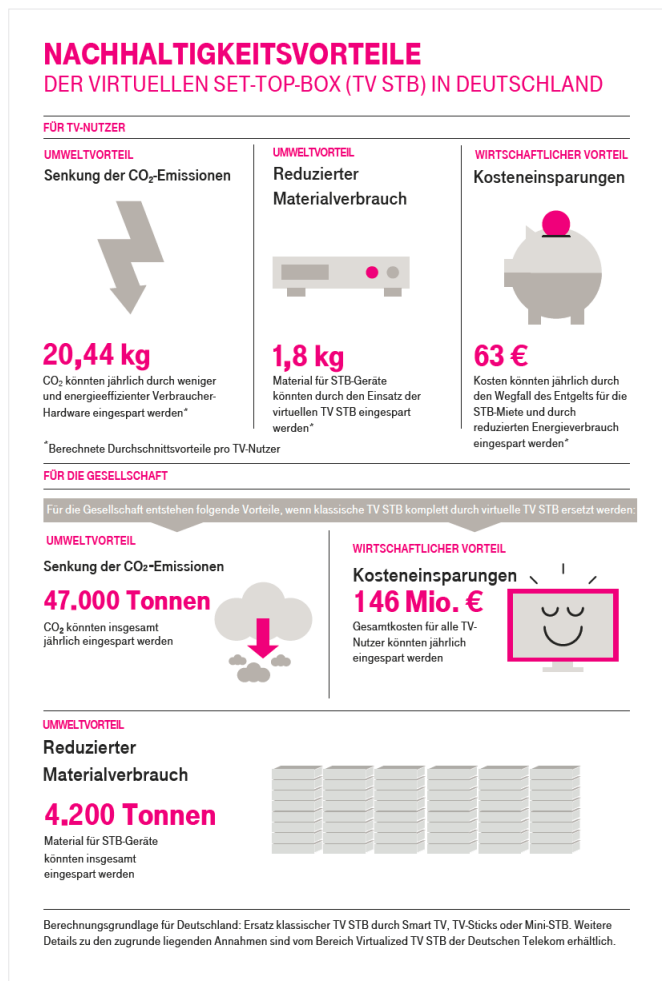 NACHHALTIGKEITSVORTEILE
DER VIRTUELLEN SET-TOP-BOX (TV STB) IN DEUTSCHLAND
FÜR TV-NUTZER
UMWELTVORTEIL
Senkung der CO₂-Emissionen
20,44 kg
CO₂ könnten jährlich durch weniger
und energieeffizienter Verbraucher-
Hardware eingespart werden*
UMWELTVORTEIL
Reduzierter
Materialverbrauch
1,8 kg
Material für STB-Geräte
könnten durch den Einsatz der
virtuellen TV STB eingespart
werden*
WIRTSCHAFTLICHER VORTEIL
Kosteneinsparungen
63 €
Kosten könnten jährlich durch
den Wegfall des Entgelts für die
STB-Miete und durch
reduzierten Energieverbrauch
eingespart werden*
*Berechnete Durchschnittsvorteile pro TV-Nutzer
FÜR DIE GESELLSCHAFT
Für die Gesellschaft entstehen folgende Vorteile, wenn klassische TV STB komplett durch virtuelle TV STB ersetzt werden:
UMWELTVORTEIL
Senkung der CO₂-Emissionen
47.000 Tonnen
CO₂ könnten insgesamt
jährlich eingespart werden
WIRTSCHAFTLICHER VORTEIL
Kosteneinsparungen
146 Mio. €
Gesamtkosten für alle TV-
Nutzer könnten jährlich
eingespart werden
UMWELTVORTEIL
Reduzierter
Materialverbrauch
4.200 Tonnen
Material für STB-Geräte
könnten insgesamt
eingespart werden
Berechnungsgrundlage für Deutschland: Ersatz klassischer TV STB durch Smart TV, TV-Sticks oder Mini-STB. Weitere
Details zu den zugrunde liegenden Annahmen sind vom Bereich Virtualized TV STB der Deutschen Telekom erhältlich.